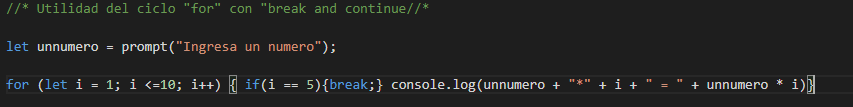 //* Utilidad del ciclo "for" con "break and continue//*
let unnumero = prompt("Ingresa un numero");
for (let i = 1; i <=10; i++) { if(i == 5){break;} console.log(unnumero + "*" + i + " = " + unnumero * i)}